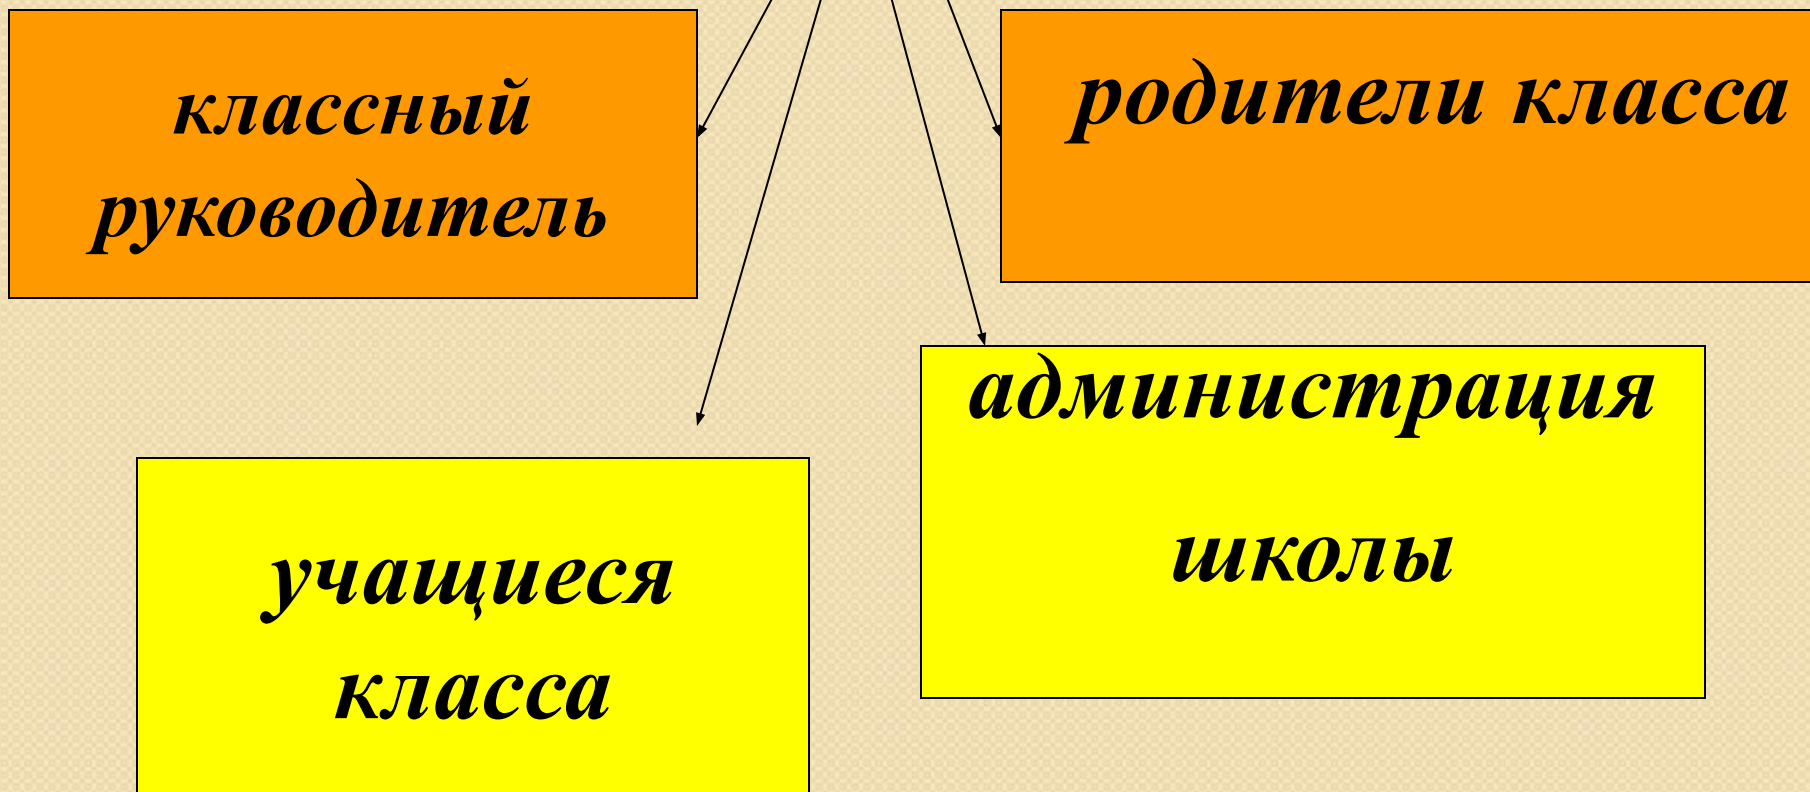 классный
руководитель
родители класса
администрация
школы
учащиеся
класса